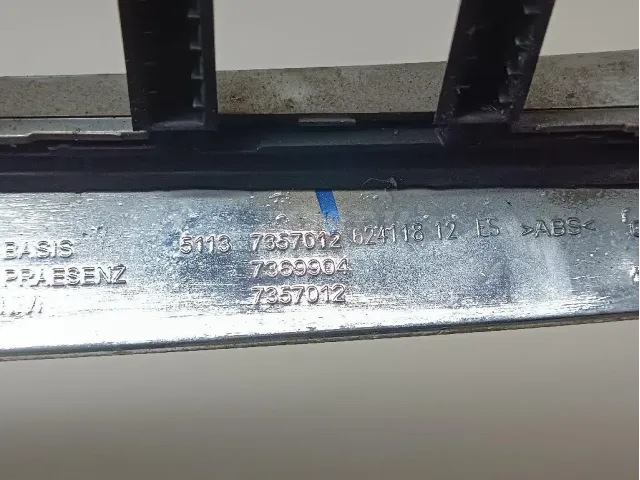 BASIS 5113 7357012 624118 12 ES >ABS<
PRAESENZ 7369904
7357012